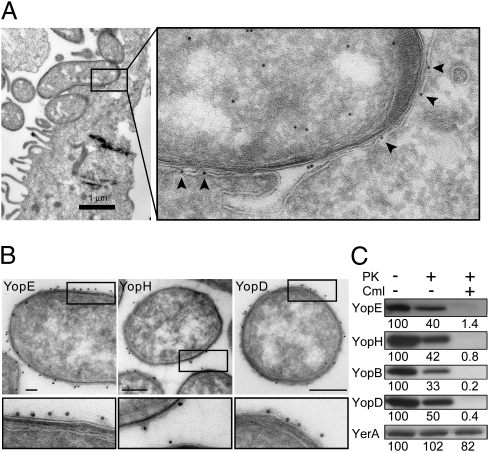 A
1 μm
B
YopE
YopH
YopD
C
PK - + +
Cml - - +
YopE
100 40 1.4
YopH
100 42 0.8
YopB
100 33 0.2
YopD
100 50 0.4
YerA
100 102 82